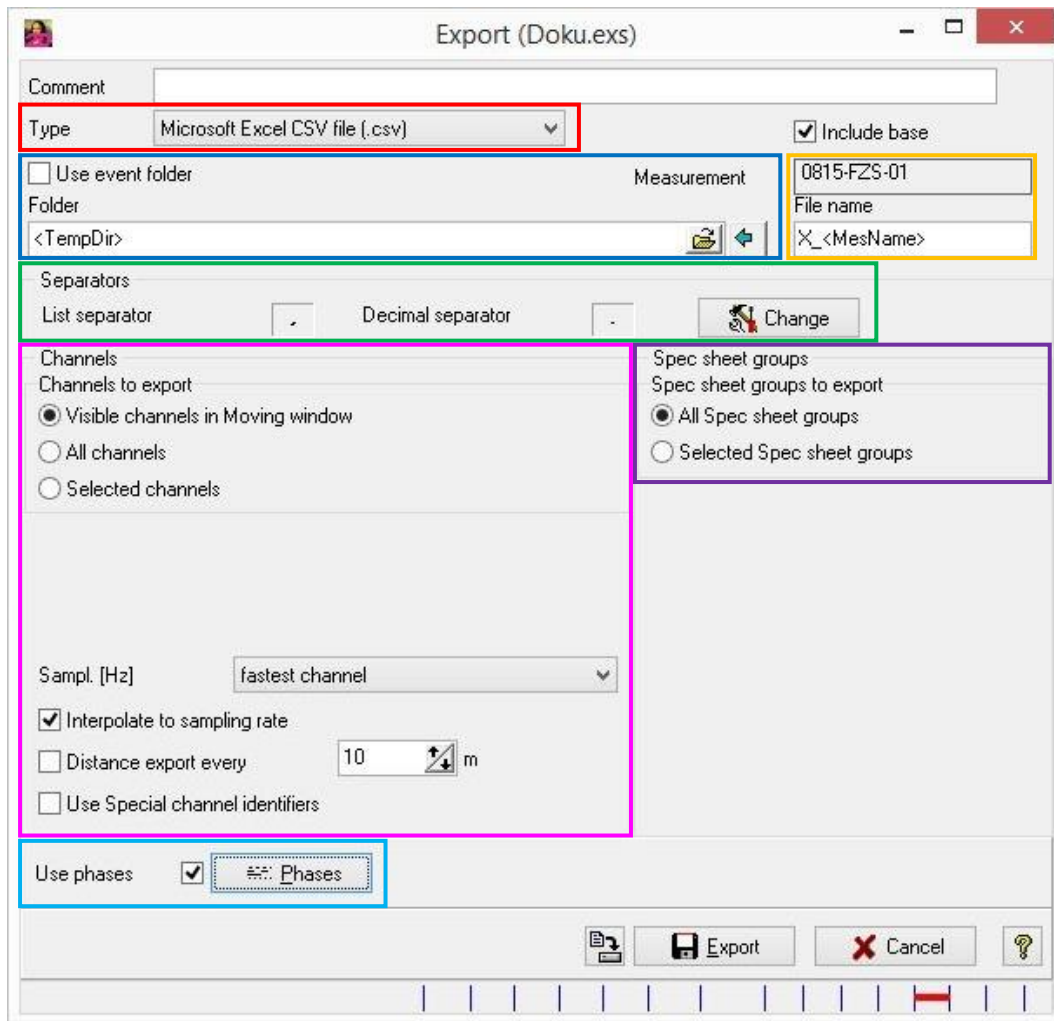 Export (Doku.exs)
Comment
Type Microsoft Excel CSV file (.csv)
Include base
Use event folder
Measurement 0815-FZS-01
Folder
File name
<TempDir>
X_<MesName>
Separators
List separator , Decimal separator . Change
Channels
Channels to export
Visible channels in Moving window
All channels
Selected channels
Spec sheet groups
Spec sheet groups to export
All Spec sheet groups
Selected Spec sheet groups
Sampl. [Hz] fastest channel
Interpolate to sampling rate
Distance export every 10 m
Use Special channel identifiers
Use phases Phases
Export Cancel ?